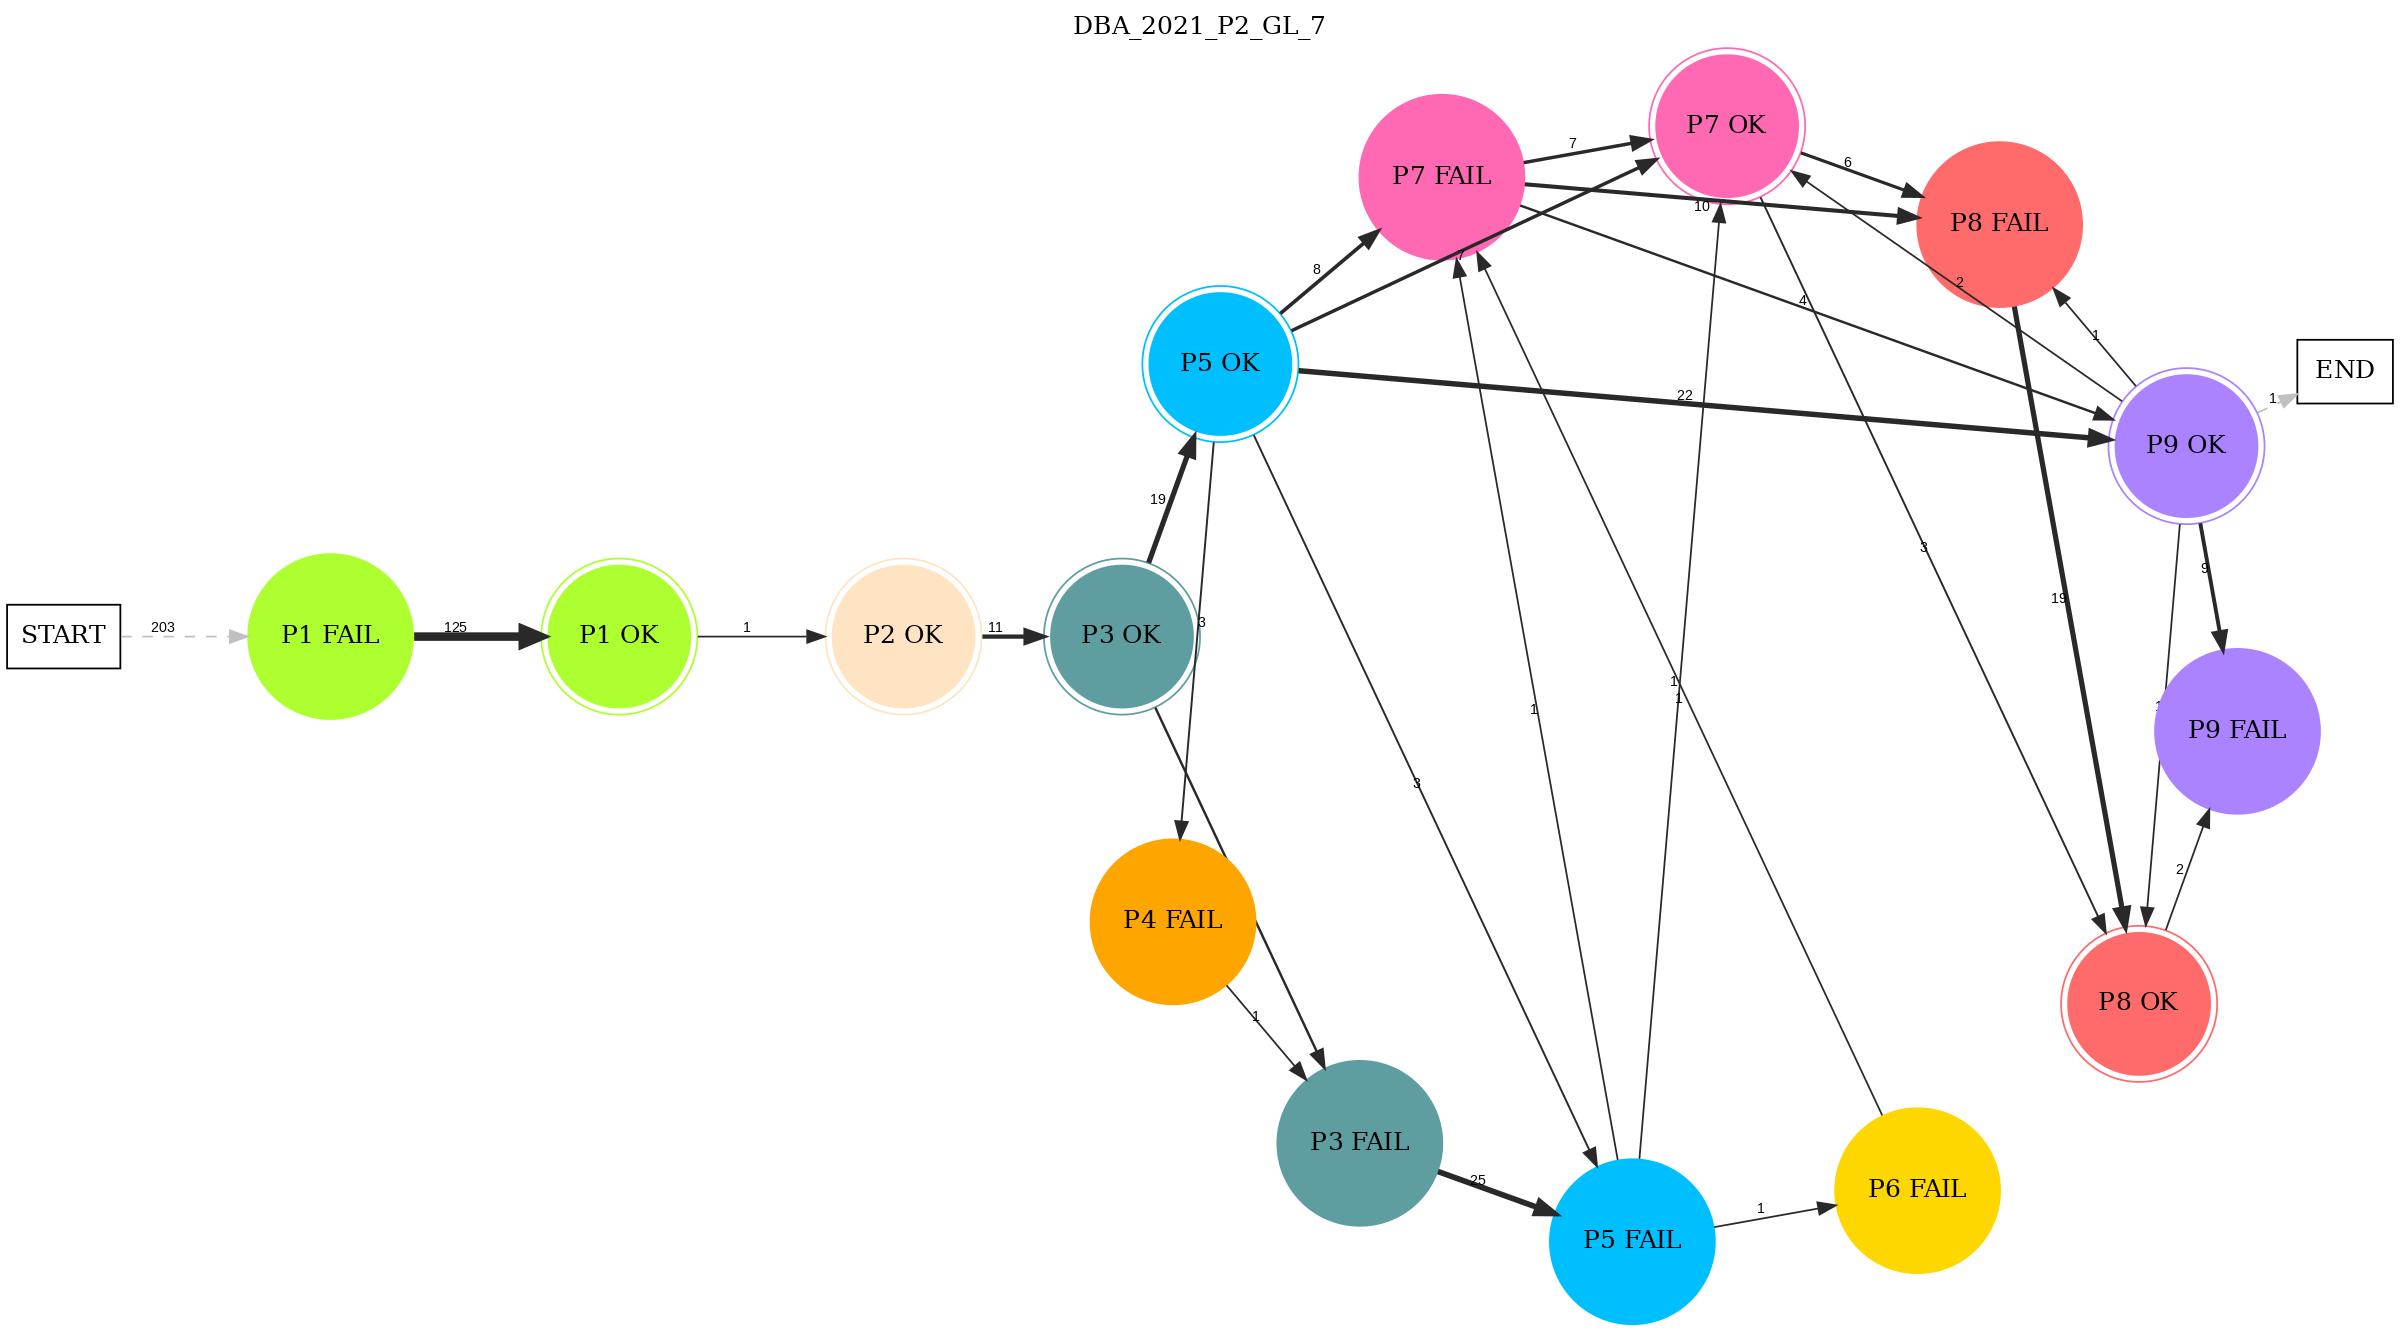 DBA_2021_P2_GL_7
P7 OK
P7 FAIL
P8 FAIL
P5 OK
END
P9 OK
START
P1 FAIL
P1 OK
P2 OK
P3 OK
P9 FAIL
P4 FAIL
P8 OK
P3 FAIL
P6 FAIL
P5 FAIL
203
125
1
11
19
3
8
7
7
10
6
4
2
1
22
1
3
19
9
3
1
1
1
1
2
25
1